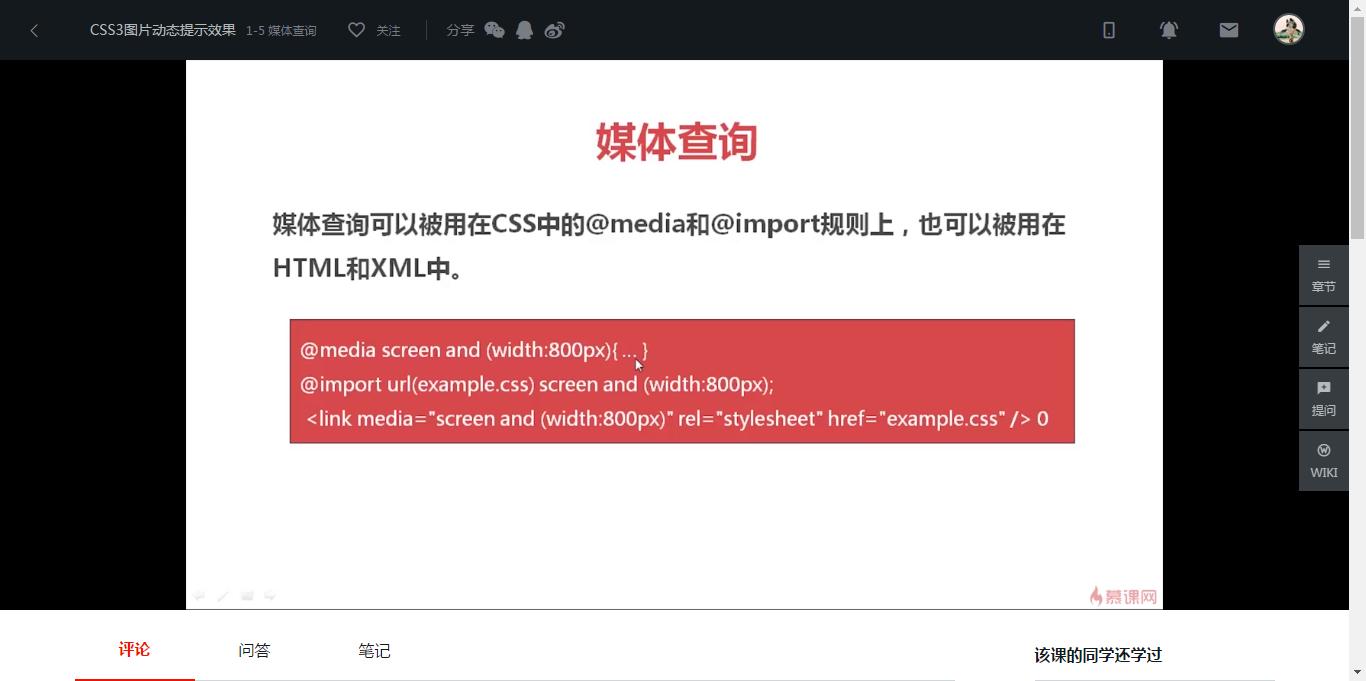 CSS3图片动态提示效果 1-5 媒体查询 关注 分享
媒体查询
媒体查询可以被用在CSS中的@media和@import规则上，也可以被用在
HTML和XML中。
@media screen and (width:800px){ ... }
@import url(example.css) screen and (width:800px);
<link media="screen and (width:800px)" rel="stylesheet" href="example.css" /> 0
章节
笔记
提问
WIKI
慕课网
评论 问答 笔记
该课的同学还学过